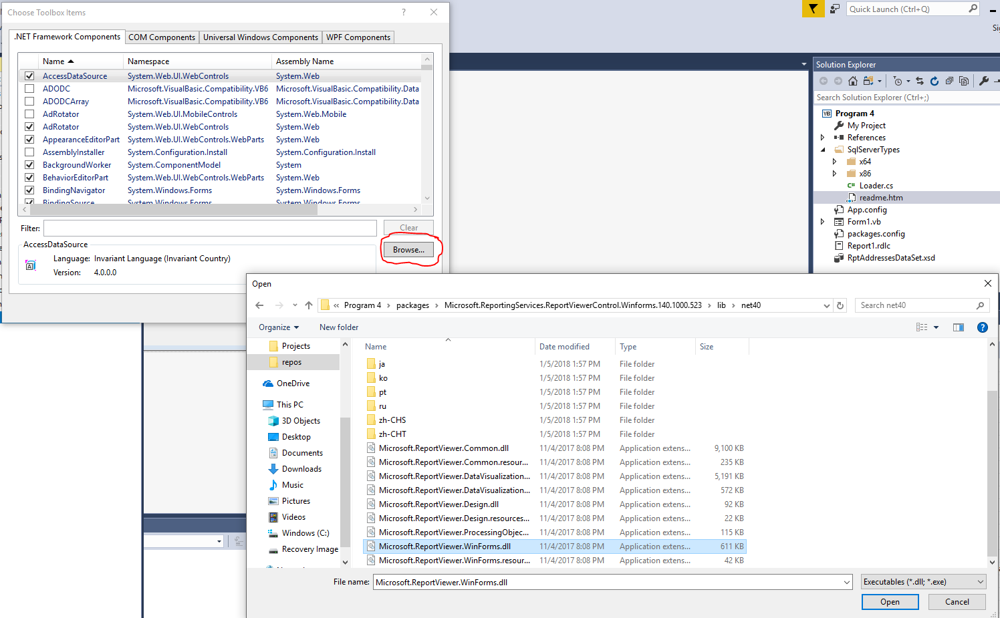 Choose Toolbox Items
?
Quick Launch (Ctrl+Q)
.NET Framework Components
COM Components
Universal Windows Components
WPF Components
Name
Namespace
Assembly Name
AccessDataSource System.Web.UI.WebControls System.Web
ADODC Microsoft.VisualBasic.Compatibility.VB6 Microsoft.VisualBasic.Compatibility.Data
ADODCArray Microsoft.VisualBasic.Compatibility.VB6 Microsoft.VisualBasic.Compatibility.Data
AdRotator System.Web.UI.MobileControls System.Web.Mobile
AdRotator System.Web.UI.WebControls System.Web
AppearanceEditorPart System.Web.UI.WebControls.WebParts System.Web
AssemblyInstaller System.Configuration.Install System.Configuration.Install
BackgroundWorker System.ComponentModel System
BehaviorEditorPart System.Web.UI.WebControls.WebParts System.Web
BindingNavigator System.Windows.Forms System.Windows.Forms
BindingSource System.Windows.Forms System.Windows.Forms
Filter:
Clear
AccessDataSource
Language: Invariant Language (Invariant Country)
Version: 4.0.0.0
Browse...
Solution Explorer
Search Solution Explorer (Ctrl+;)
VB Program 4
My Project
References
SqlServerTypes
x64
x86
C# Loader.cs
readme.htm
App.config
Form1.vb
packages.config
Report1.rdlc
RptAddressesDataSet.xsd
Open
« Program 4 › packages › Microsoft.ReportingServices.ReportViewerControl.Winforms.140.1000.523 › lib › net40
Search net40
Organize
New folder
?
Projects
repos
OneDrive
This PC
3D Objects
Desktop
Documents
Downloads
Music
Pictures
Videos
Windows (C:)
Recovery Image
Name Date modified Type Size
ja 1/5/2018 1:57 PM File folder
ko 1/5/2018 1:57 PM File folder
pt 1/5/2018 1:57 PM File folder
ru 1/5/2018 1:57 PM File folder
zh-CHS 1/5/2018 1:57 PM File folder
zh-CHT 1/5/2018 1:57 PM File folder
Microsoft.ReportViewer.Common.dll 11/4/2017 8:08 PM Application extens... 9,100 KB
Microsoft.ReportViewer.Common.resour... 11/4/2017 8:08 PM Application extens... 235 KB
Microsoft.ReportViewer.DataVisualization... 11/4/2017 8:08 PM Application extens... 5,191 KB
Microsoft.ReportViewer.DataVisualization... 11/4/2017 8:08 PM Application extens... 572 KB
Microsoft.ReportViewer.Design.dll 11/4/2017 8:08 PM Application extens... 92 KB
Microsoft.ReportViewer.Design.resources... 11/4/2017 8:08 PM Application extens... 22 KB
Microsoft.ReportViewer.ProcessingObjec... 11/4/2017 8:08 PM Application extens... 115 KB
Microsoft.ReportViewer.WinForms.dll 11/4/2017 8:08 PM Application extens... 611 KB
Microsoft.ReportViewer.WinForms.resour... 11/4/2017 8:08 PM Application extens... 42 KB
File name: Microsoft.ReportViewer.WinForms.dll
Executables (*.dll; *.exe)
Open
Cancel